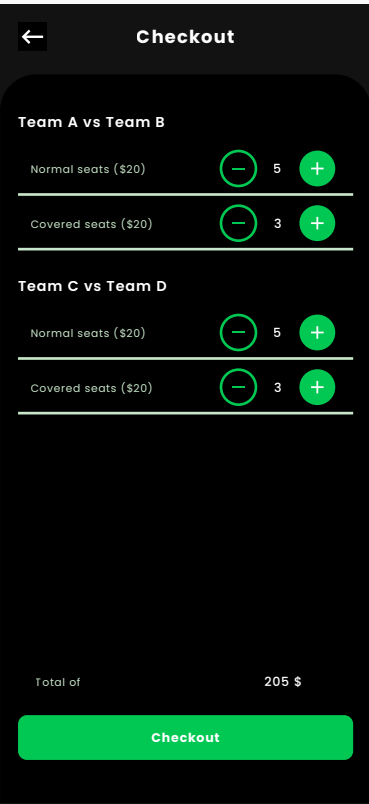 Checkout
Team A vs Team B
Normal seats ($20) 5
Covered seats ($20) 3
Team C vs Team D
Normal seats ($20) 5
Covered seats ($20) 3
Total of 205 $
Checkout